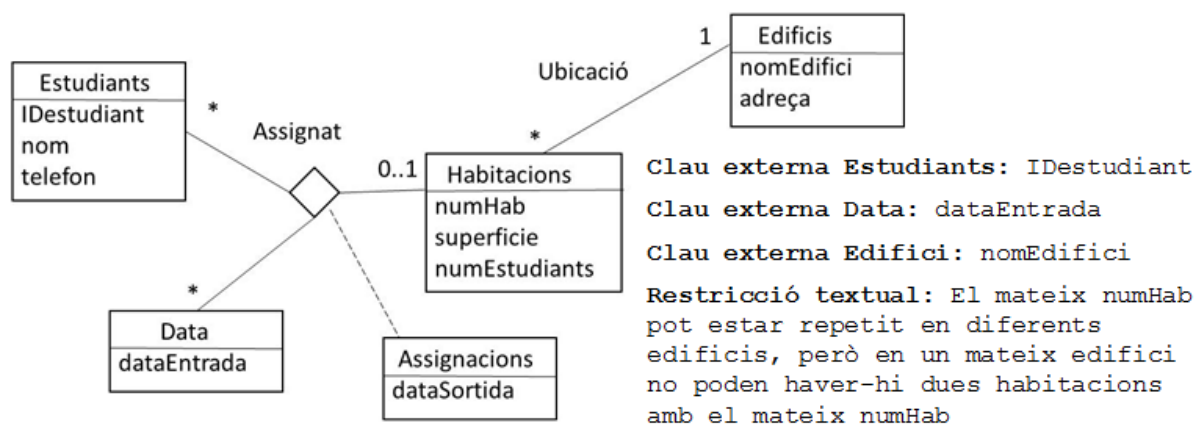 Estudiants
IDestudiant
nom
telefon
*
Assignat
0..1
*
Data
dataEntrada
Assignacions
dataSortida
Habitacions
numHab
superficie
numEstudiants
*
Ubicació
1
Edificis
nomEdifici
adreça
Clau externa Estudiants: IDestudiant
Clau externa Data: dataEntrada
Clau externa Edifici: nomEdifici
Restricció textual: El mateix numHab
pot estar repetit en diferents
edificis, però en un mateix edifici
no poden haver-hi dues habitacions
amb el mateix numHab